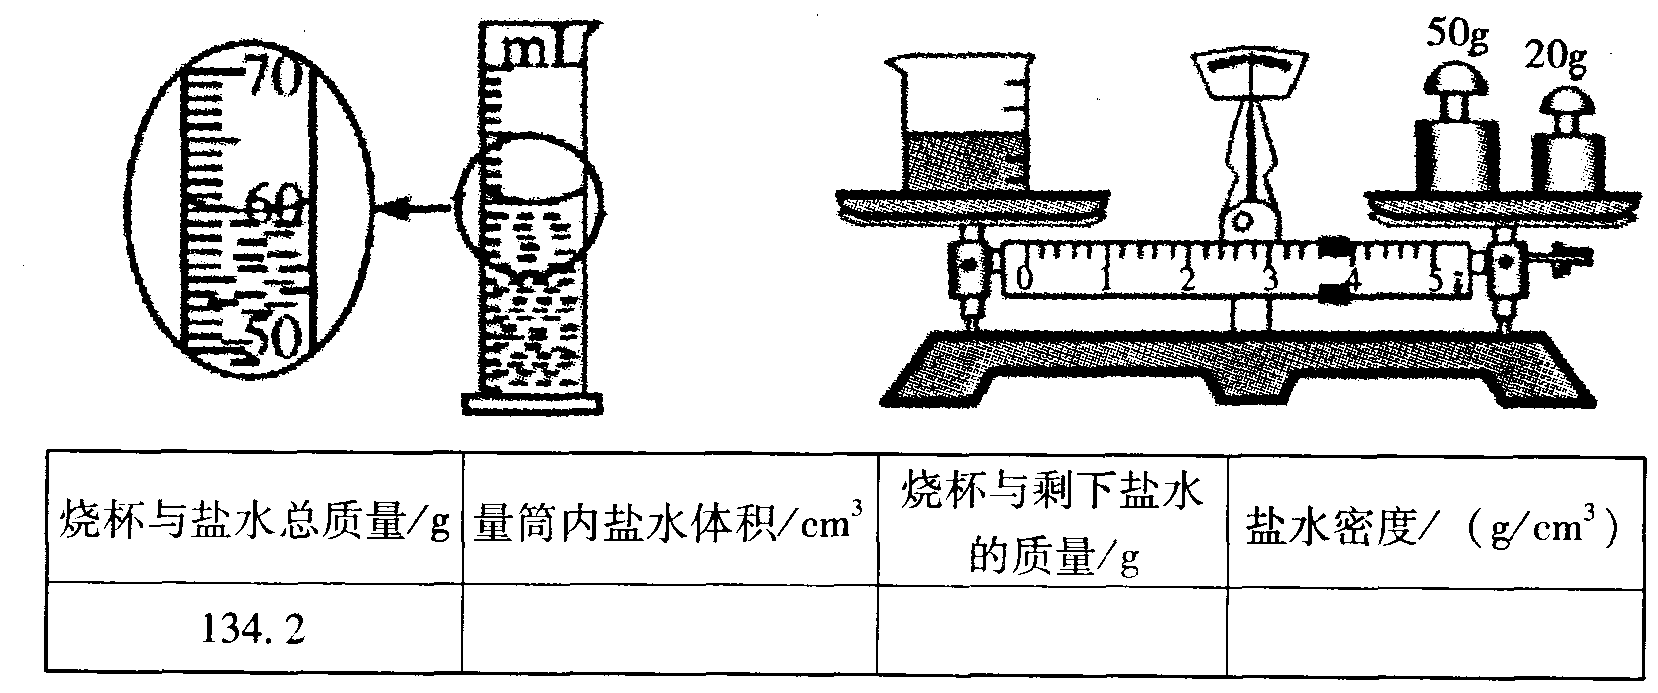 70
60
50
ml
50g
20g
0 1 2 3 4 5
烧杯与盐水总质量/g
量筒内盐水体积/cm³
烧杯与剩下盐水
的质量/g
盐水密度/（g/cm³）
134.2